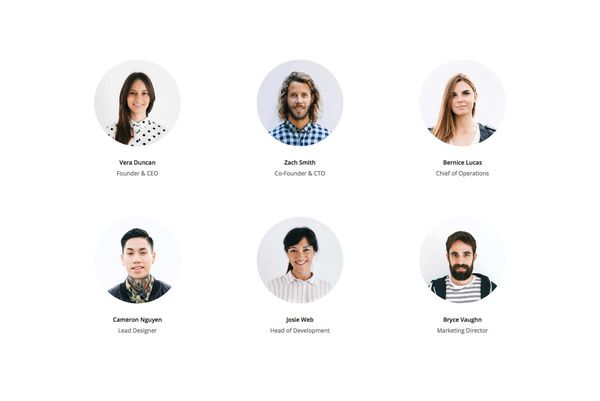 Vera Duncan
Founder & CEO
Zach Smith
Co-Founder & CTO
Bernice Lucas
Chief of Operations
Cameron Nguyen
Lead Designer
Josie Web
Head of Development
Bryce Vaughn
Marketing Director